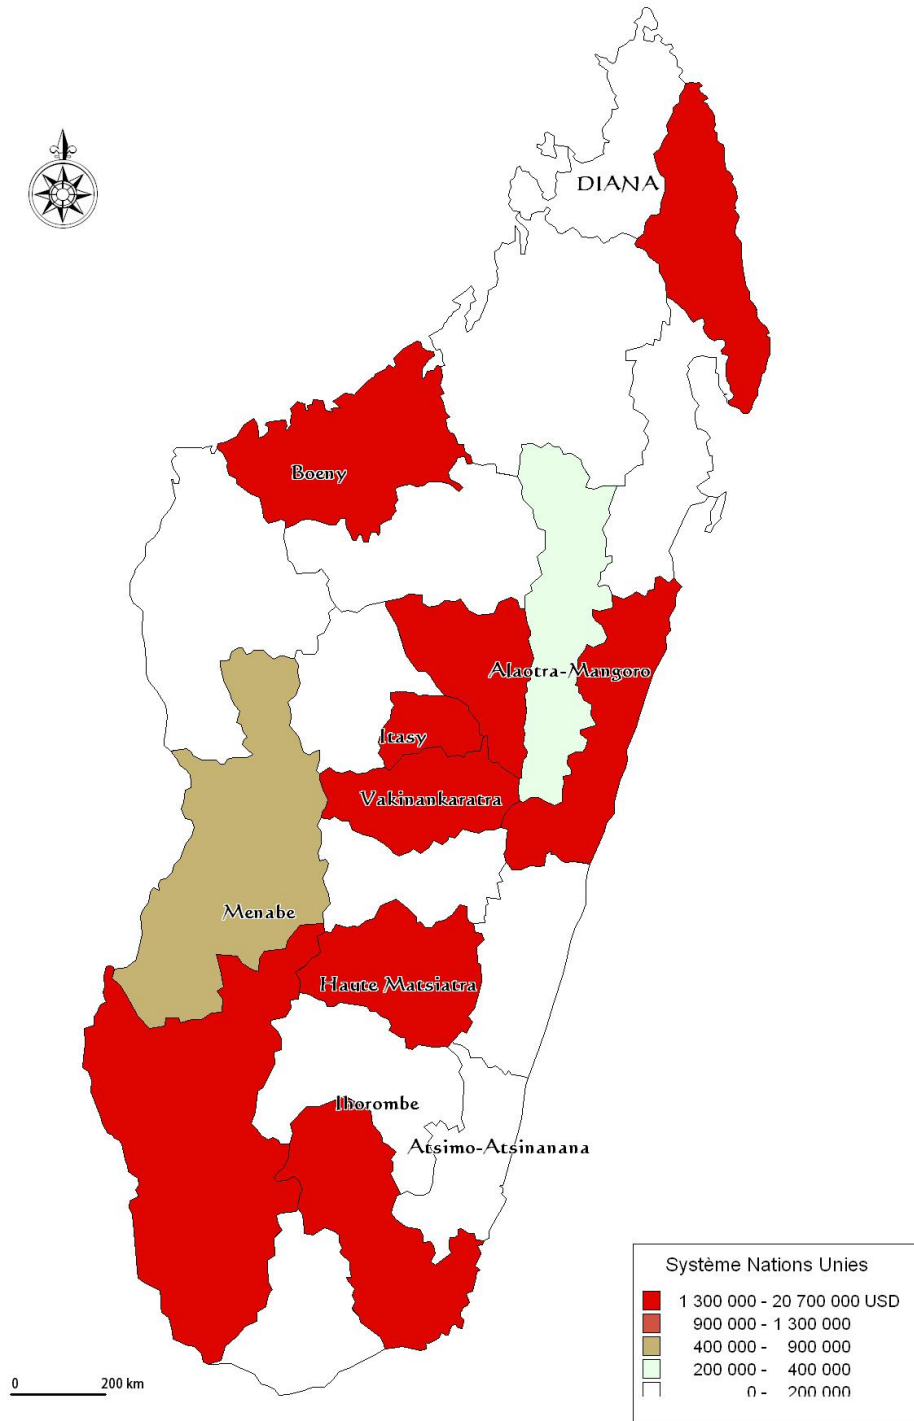 DIANA
Boeny
Alaotra-Mangoro
Itasy
Vakinankaratra
Menabe
Haute Matsiatra
Ihorombe
Atsimo-Atsinanana
Système Nations Unies
1 300 000 - 20 700 000 USD
900 000 - 1 300 000
400 000 - 900 000
200 000 - 400 000
0 - 200 000
0 200 km